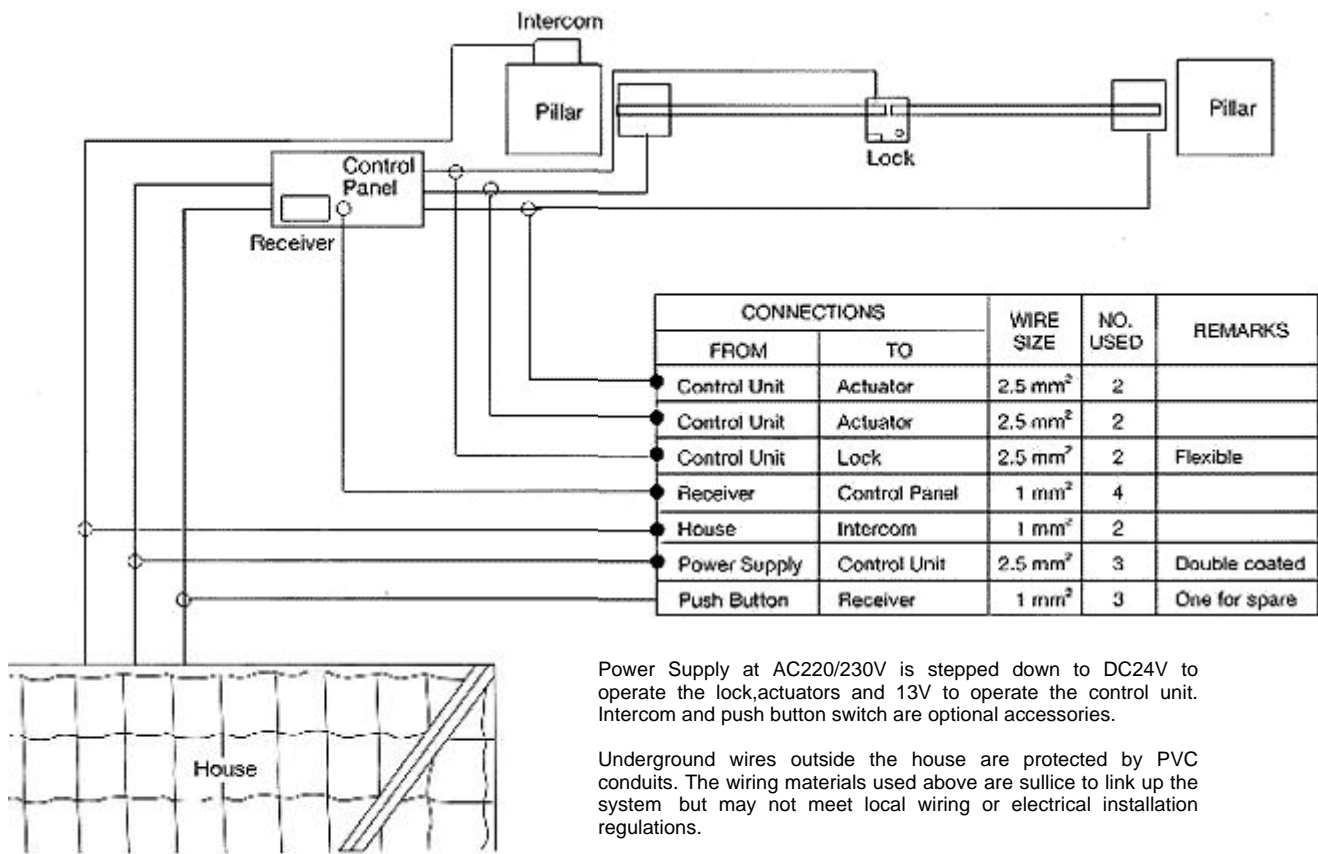 Intercom
Pillar
Pillar
Lock
Control
Panel
Receiver
CONNECTIONS
WIRE SIZE
NO. USED
REMARKS
FROM TO
Control Unit Actuator 2.5 mm² 2
Control Unit Actuator 2.5 mm² 2
Control Unit Lock 2.5 mm² 2 Flexible
Receiver Control Panel 1 mm² 4
House Intercom 1 mm² 2
Power Supply Control Unit 2.5 mm² 3 Double coated
Push Button Receiver 1 mm² 3 One for spare
House
Power Supply at AC220/230V is stepped down to DC24V to
operate the lock,actuators and 13V to operate the control unit.
Intercom and push button switch are optional accessories.
Underground wires outside the house are protected by PVC
conduits. The wiring materials used above are sullice to link up the
system but may not meet local wiring or electrical installation
regulations.